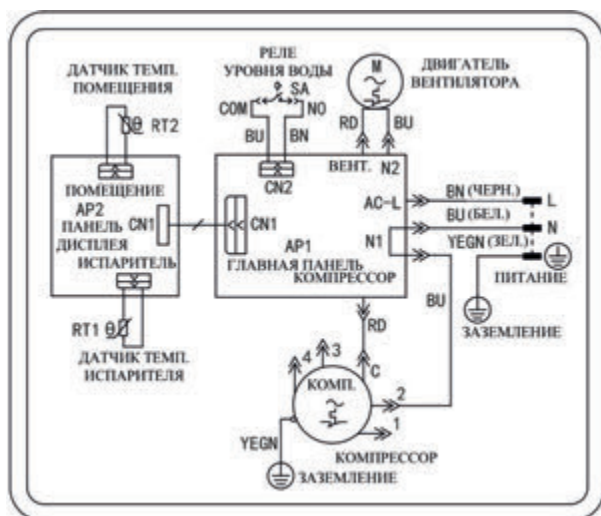 ДАТЧИК ТЕМП.
ПОМЕЩЕНИЯ
RT2
РЕЛЕ
УРОВНЯ ВОДЫ
SA
COM
NO
BU
BN
CN2
M
ДВИГАТЕЛЬ
ВЕНТИЛЯТОРА
RD
BU
ВЕНТ.
N2
ПОМЕЩЕНИЕ
AP2
ПАНЕЛЬ
ДИСПЛЕЯ
CN1
ИСПАРИТЕЛЬ
RT1
ДАТЧИК ТЕМП.
ИСПАРИТЕЛЯ
CN1
AP1
ГЛАВНАЯ ПАНЕЛЬ
КОМПРЕССОР
AC-L
N1
BN (ЧЕРН.)
L
BU (БЕЛ.)
N
YEGN (ЗЕЛ.)
ПИТАНИЕ
ЗАЗЕМЛЕНИЕ
BU
RD
4
3
C
КОМП.
2
1
YEGN
КОМПРЕССОР
ЗАЗЕМЛЕНИЕ